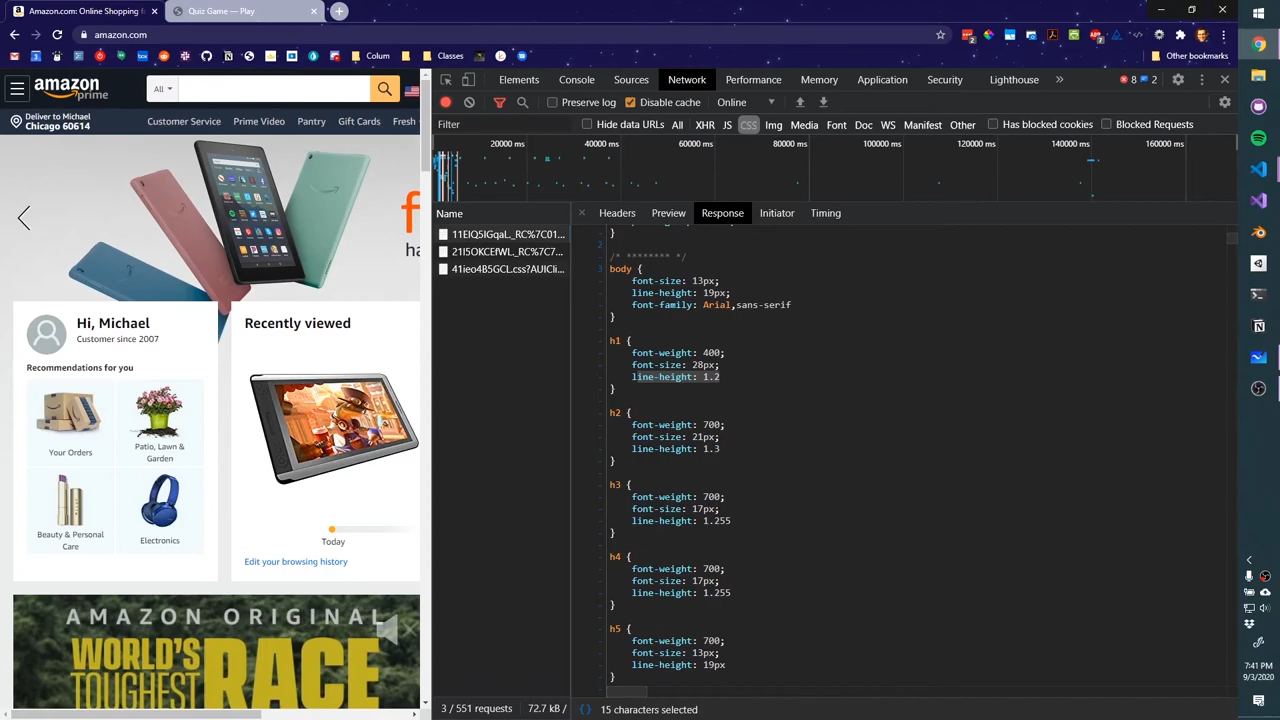 Amazon.com: Online Shopping f
Quiz Game — Play
amazon.com
Colum
Classes
Other bookmarks
amazon
prime
All
Deliver to Michael
Chicago 60614
Customer Service
Prime Video
Pantry
Gift Cards
Fresh
f
ha
Hi, Michael
Customer since 2007
Recommendations for you
Your Orders
Patio, Lawn &
Garden
Beauty & Personal
Care
Electronics
Recently viewed
Today
Edit your browsing history
AMAZON ORIGINAL
WORLD'S
TOUGHEST
RACE
Elements
Console
Sources
Network
Performance
Memory
Application
Security
Lighthouse
8
2
Preserve log
Disable cache
Online
Filter
Hide data URLs
All
XHR
JS
CSS
Img
Media
Font
Doc
WS
Manifest
Other
Has blocked cookies
Blocked Requests
20000 ms
40000 ms
60000 ms
80000 ms
100000 ms
120000 ms
140000 ms
160000 ms
Name
Headers
Preview
Response
Initiator
Timing
}
2
/* ******** */
3
body {
font-size: 13px;
line-height: 19px;
font-family: Arial,sans-serif
}
h1 {
font-weight: 400;
font-size: 28px;
line-height: 1.2
}
h2 {
font-weight: 700;
font-size: 21px;
line-height: 1.3
}
h3 {
font-weight: 700;
font-size: 17px;
line-height: 1.255
}
h4 {
font-weight: 700;
font-size: 17px;
line-height: 1.255
}
h5 {
font-weight: 700;
font-size: 13px;
line-height: 19px
}
3 / 551 requests
72.7 kB /
{}
15 characters selected
7:41 PM
9/3/2020